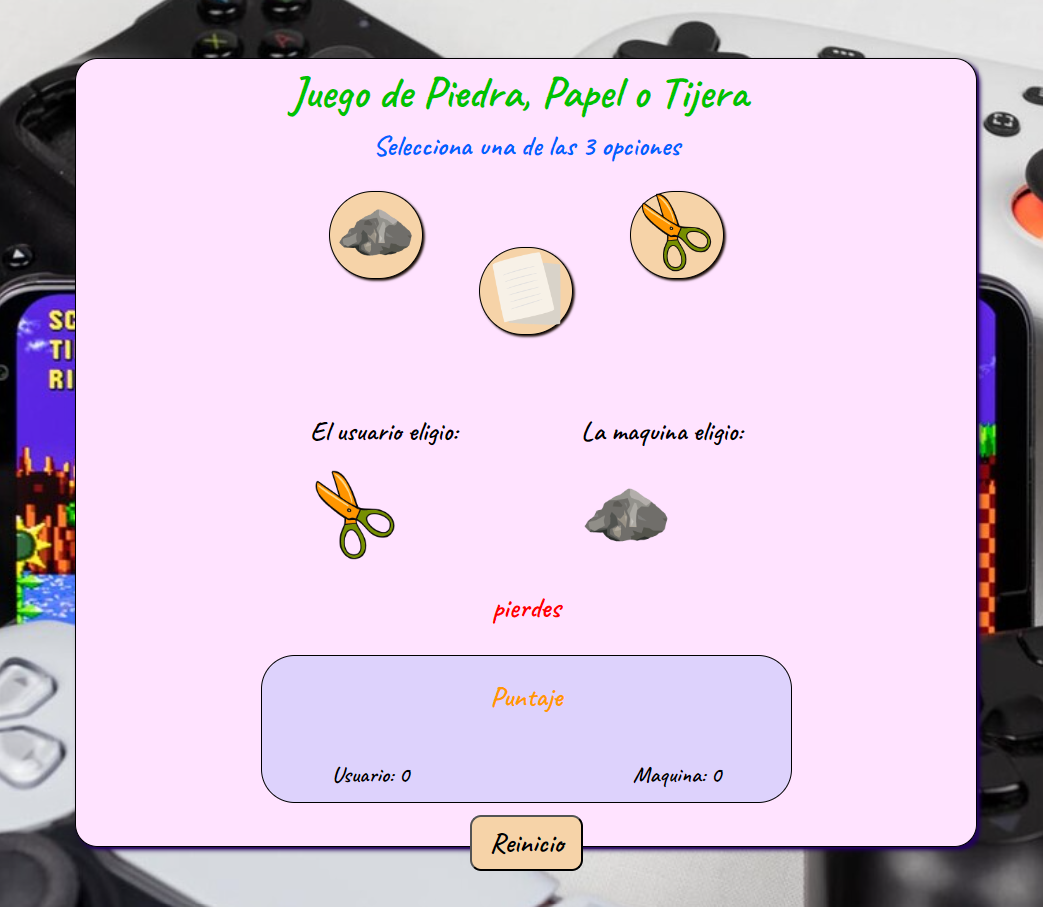 Juego de Piedra, Papel o Tijera
Selecciona una de las 3 opciones
El usuario eligio:
La maquina eligio:
pierdes
Puntaje
Usuario: 0
Maquina: 0
Reinicio